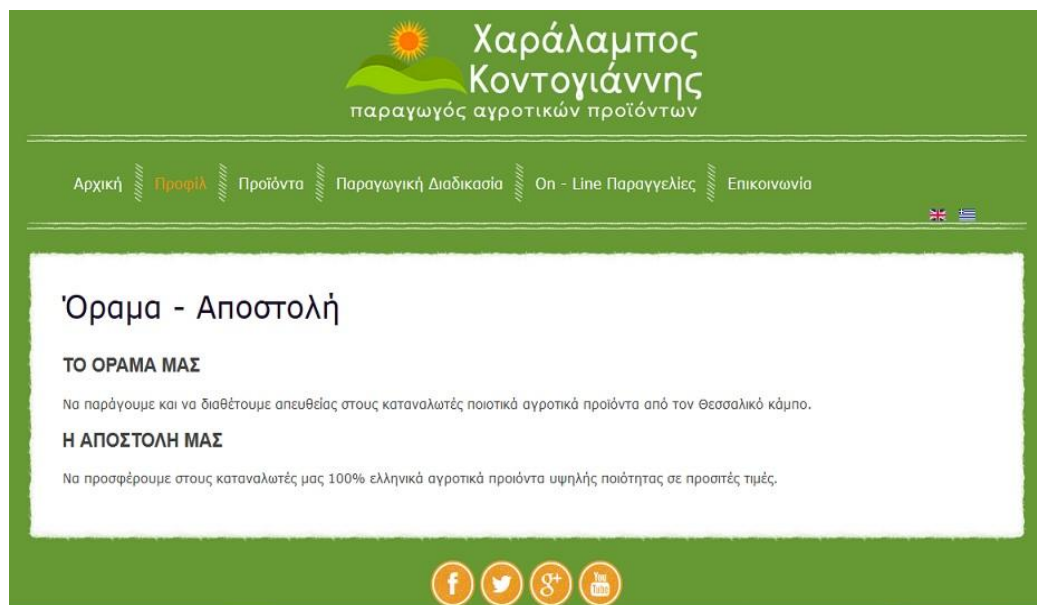 Χαράλαμπος
Κοντογιάννης
παραγωγός αγροτικών προϊόντων
Αρχική Προφίλ Προϊόντα Παραγωγική Διαδικασία On - Line Παραγγελίες Επικοινωνία
Όραμα - Αποστολή
ΤΟ ΟΡΑΜΑ ΜΑΣ
Να παράγουμε και να διαθέτουμε απευθείας στους καταναλωτές ποιοτικά αγροτικά προϊόντα από τον Θεσσαλικό κάμπο.
Η ΑΠΟΣΤΟΛΗ ΜΑΣ
Να προσφέρουμε στους καταναλωτές μας 100% ελληνικά αγροτικά προιόντα υψηλής ποιότητας σε προσιτές τιμές.
f g+ You Tube